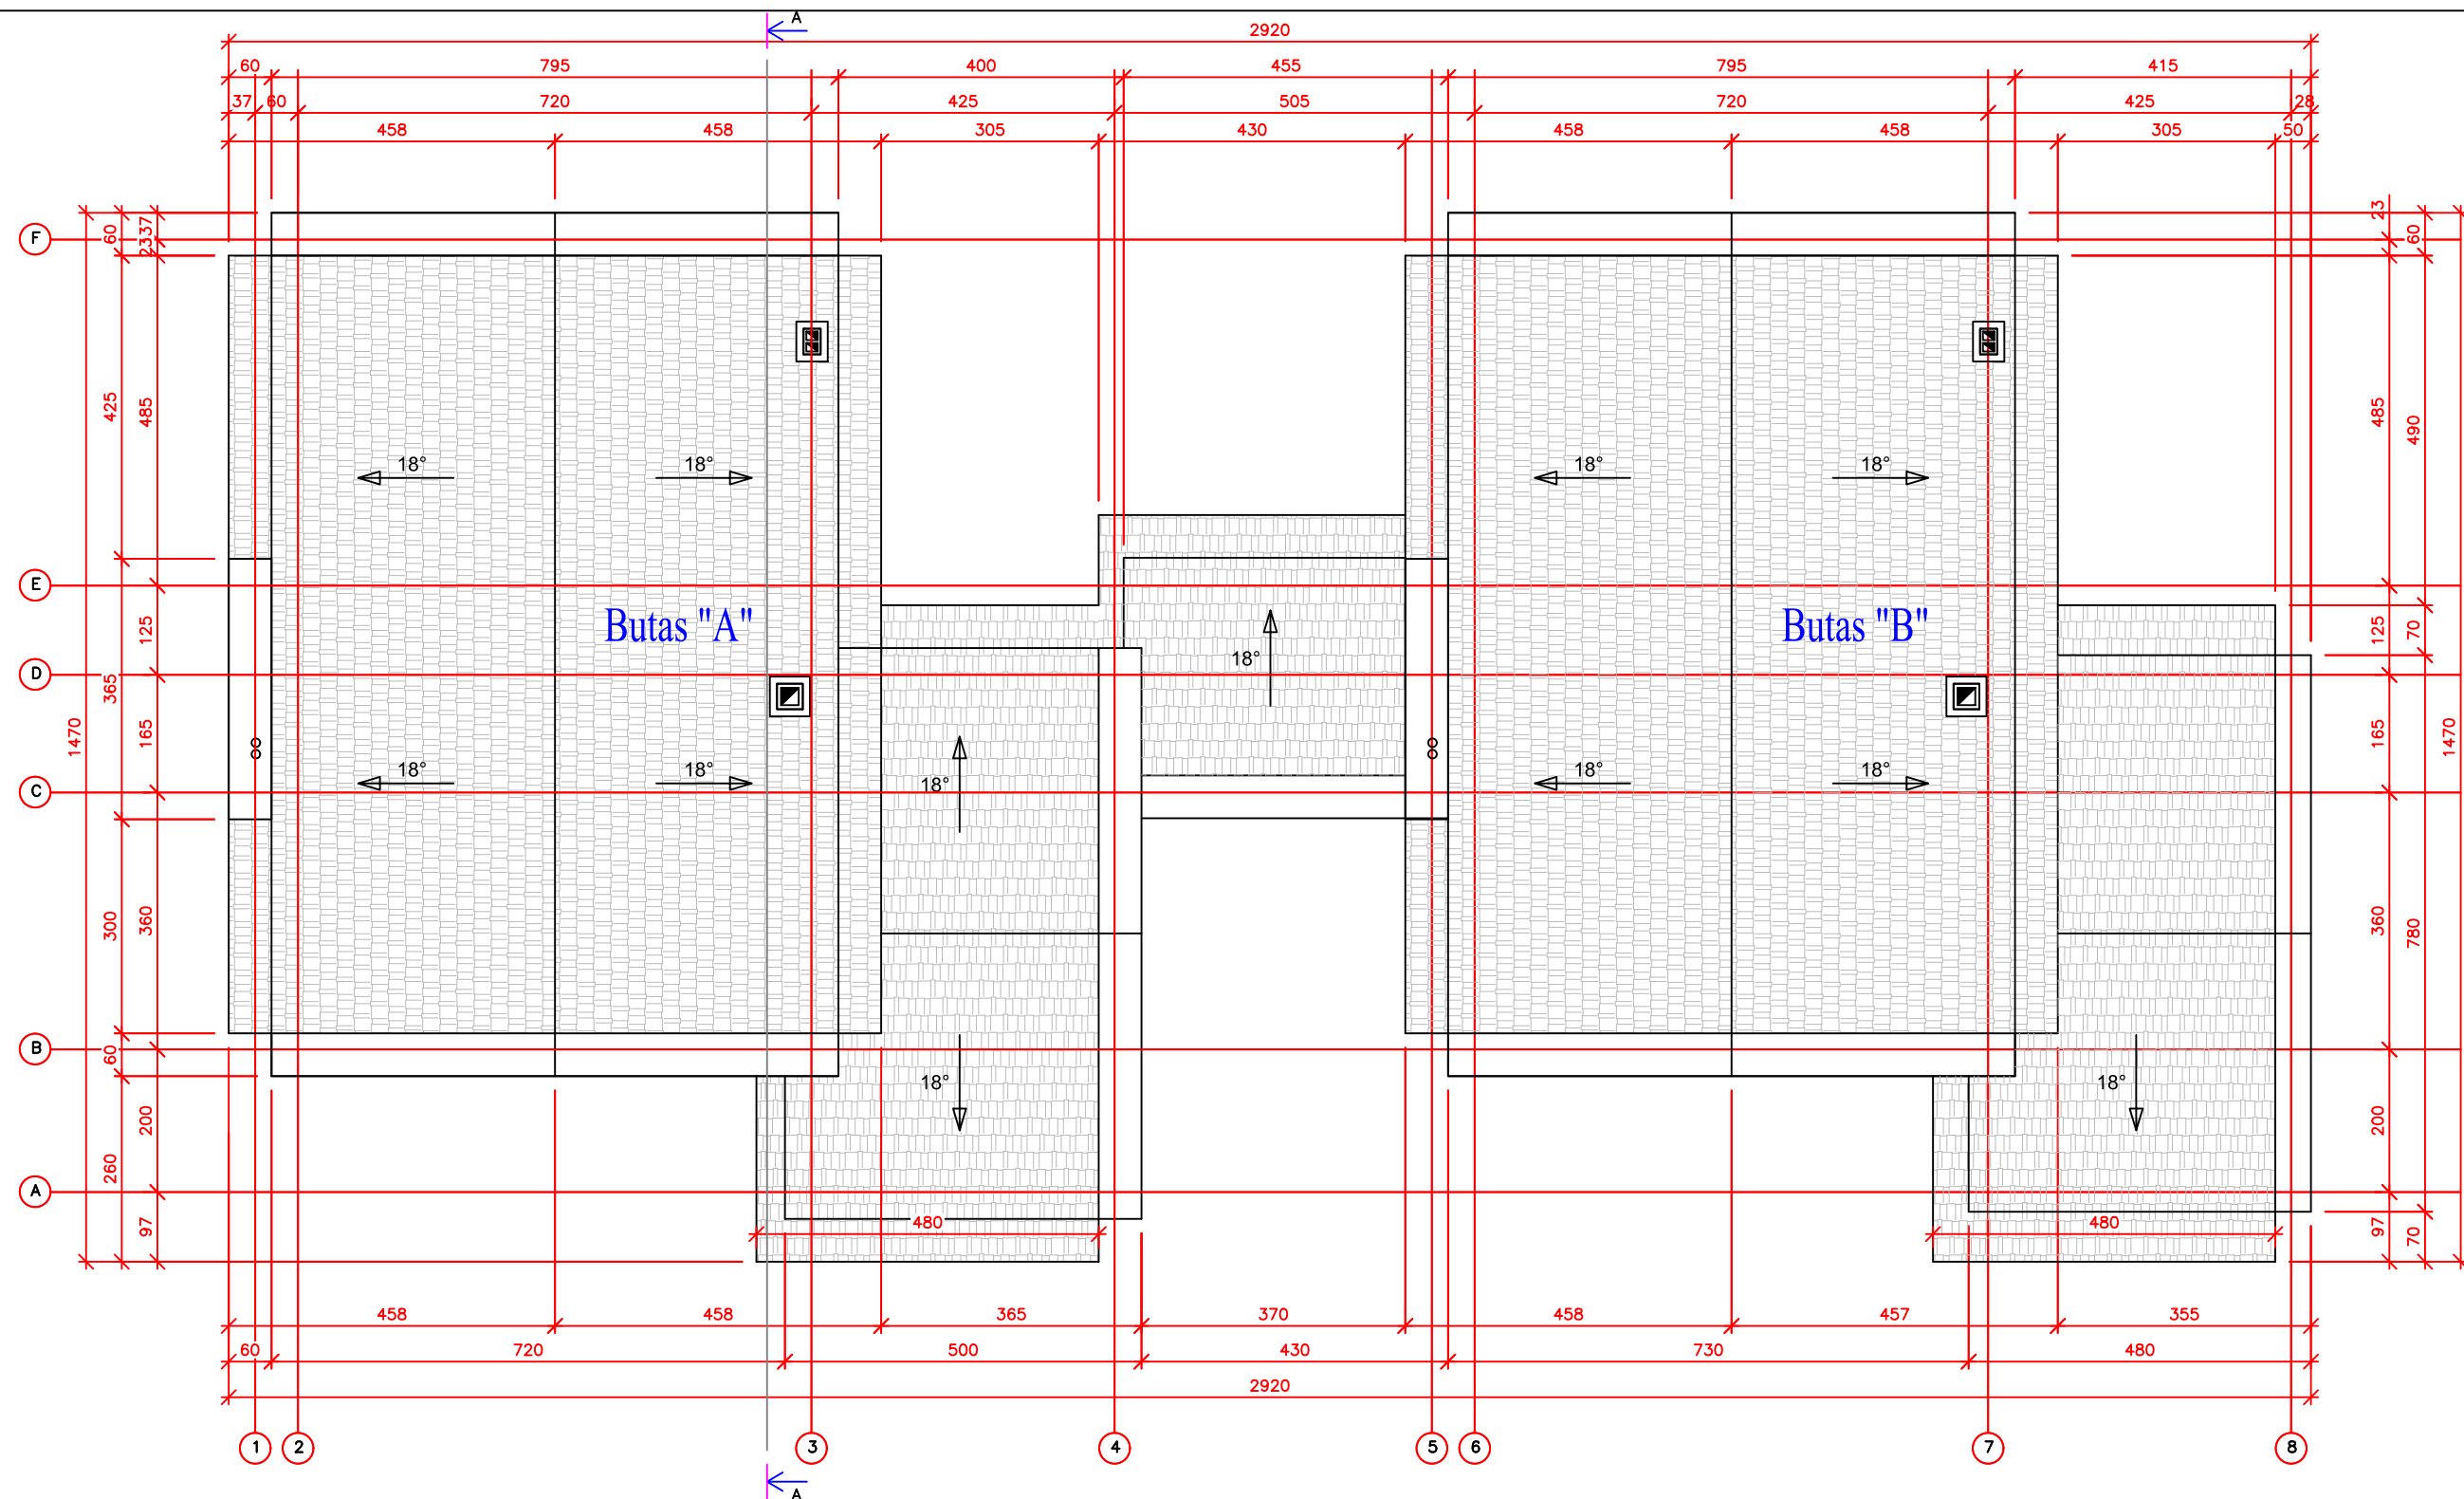 A
2920
60 795 400 455 795 415
37 60 720 425 505 720 425 28
458 458 305 430 458 458 305 50
F
E
D
C
B
A
1470
60 425 365 300 60 260
37 23 485 125 165 360 200 97
18° 18° 18° 18°
Butas "A" Butas "B"
18°
18° 18° 18° 18° 18°
18° 18°
480 480
23 485 125 165 360 200 97
60 490 70 780 70
1470
458 458 365 370 458 457 355
60 720 500 430 730 480
2920
1 2 3 4 5 6 7 8
A